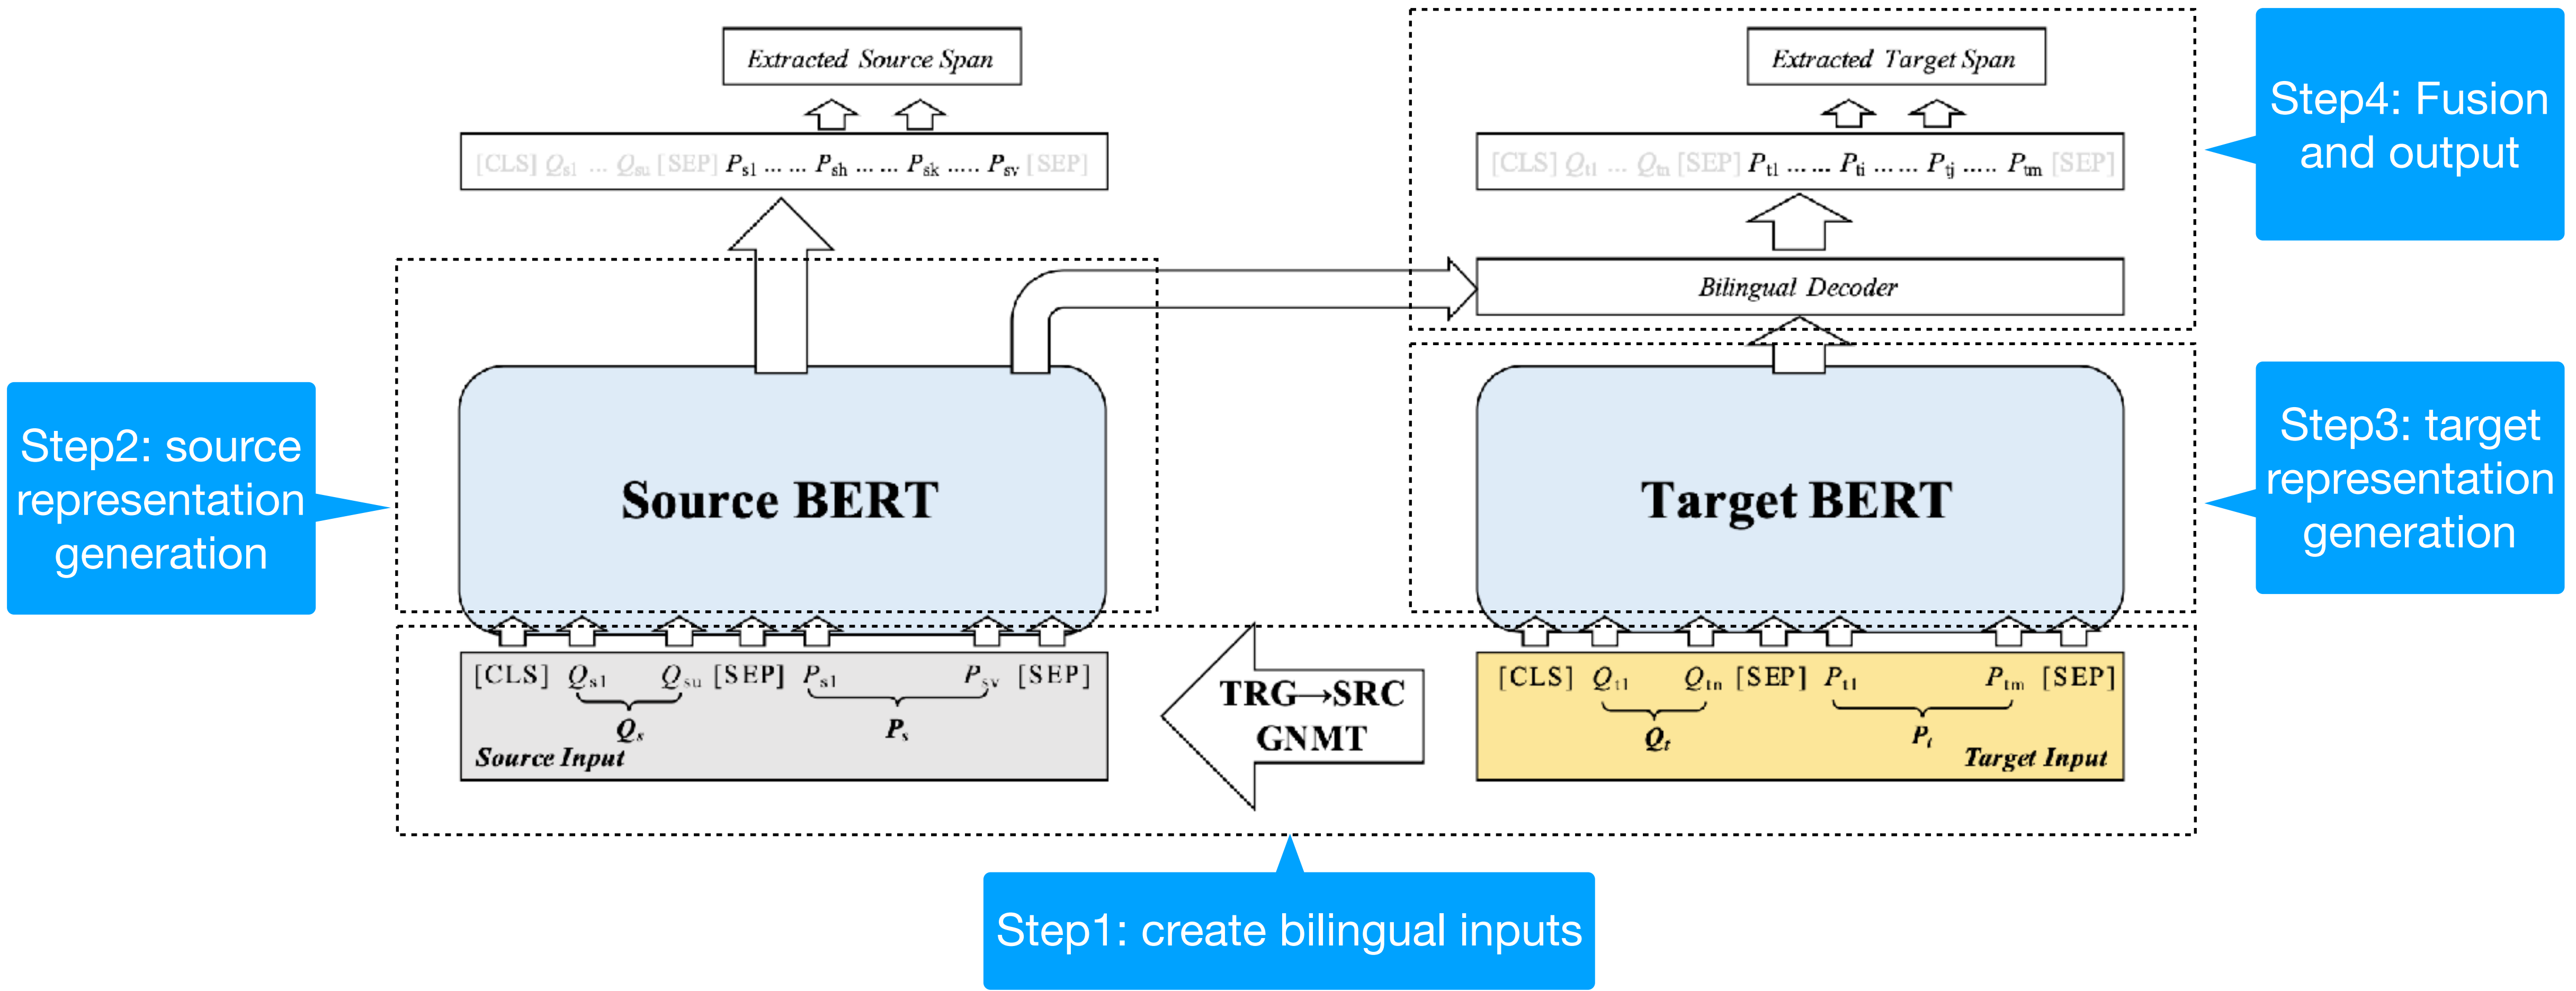 Extracted Source Span
[CLS] Qs1 ... Qsu [SEP] Ps1 ... ... Psh ... ... Psk ..... Psv [SEP]
Extracted Target Span
[CLS] Qt1 ... Qtn [SEP] Pt1 ... ... Pti ... ... Ptj ..... Ptm [SEP]
Bilingual Decoder
Step4: Fusion
and output
Step2: source
representation
generation
Source BERT
Target BERT
Step3: target
representation
generation
[CLS] Qs1 Qsu [SEP] Ps1 Psv [SEP]
Qs Ps
Source Input
TRG→SRC
GNMT
[CLS] Qt1 Qtn [SEP] Pt1 Ptm [SEP]
Qt Pt
Target Input
Step1: create bilingual inputs